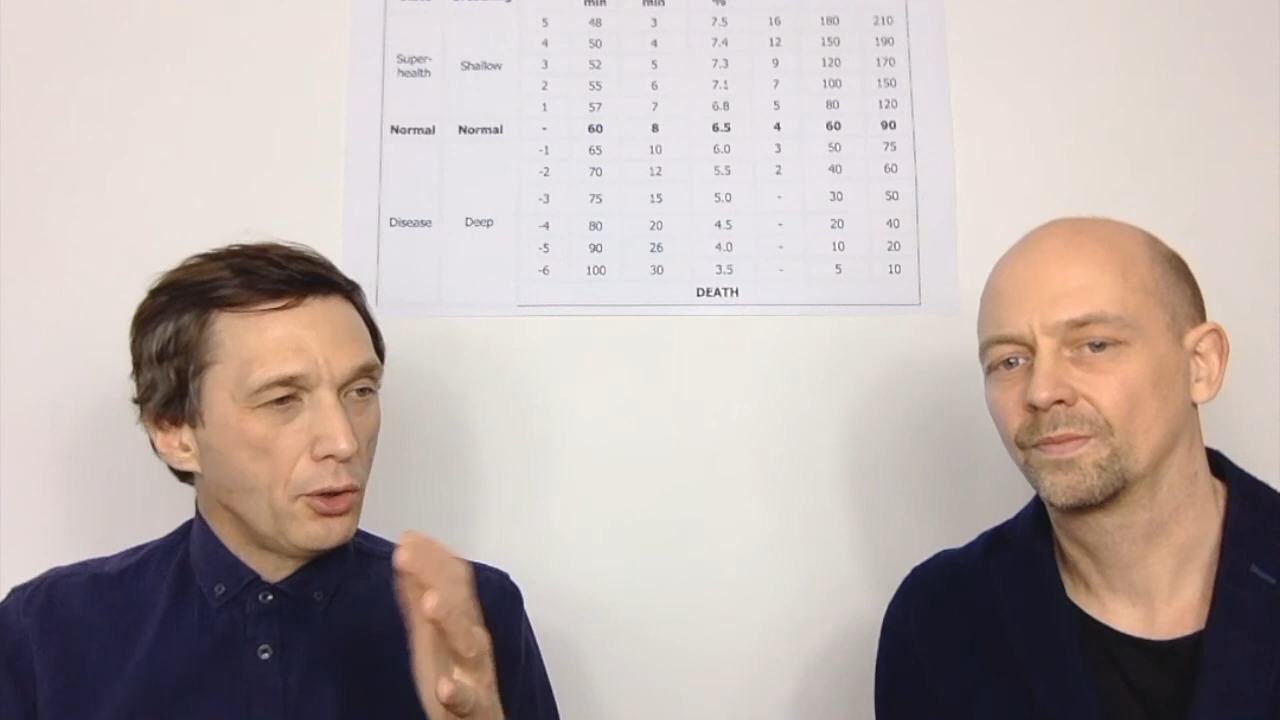 min min %
5 48 3 7.5 16 180 210
4 50 4 7.4 12 150 190
Super-
health Shallow 3 52 5 7.3 9 120 170
2 55 6 7.1 7 100 150
1 57 7 6.8 5 80 120
Normal Normal - 60 8 6.5 4 60 90
-1 65 10 6.0 3 50 75
-2 70 12 5.5 2 40 60
-3 75 15 5.0 - 30 50
Disease Deep -4 80 20 4.5 - 20 40
-5 90 26 4.0 - 10 20
-6 100 30 3.5 - 5 10
DEATH